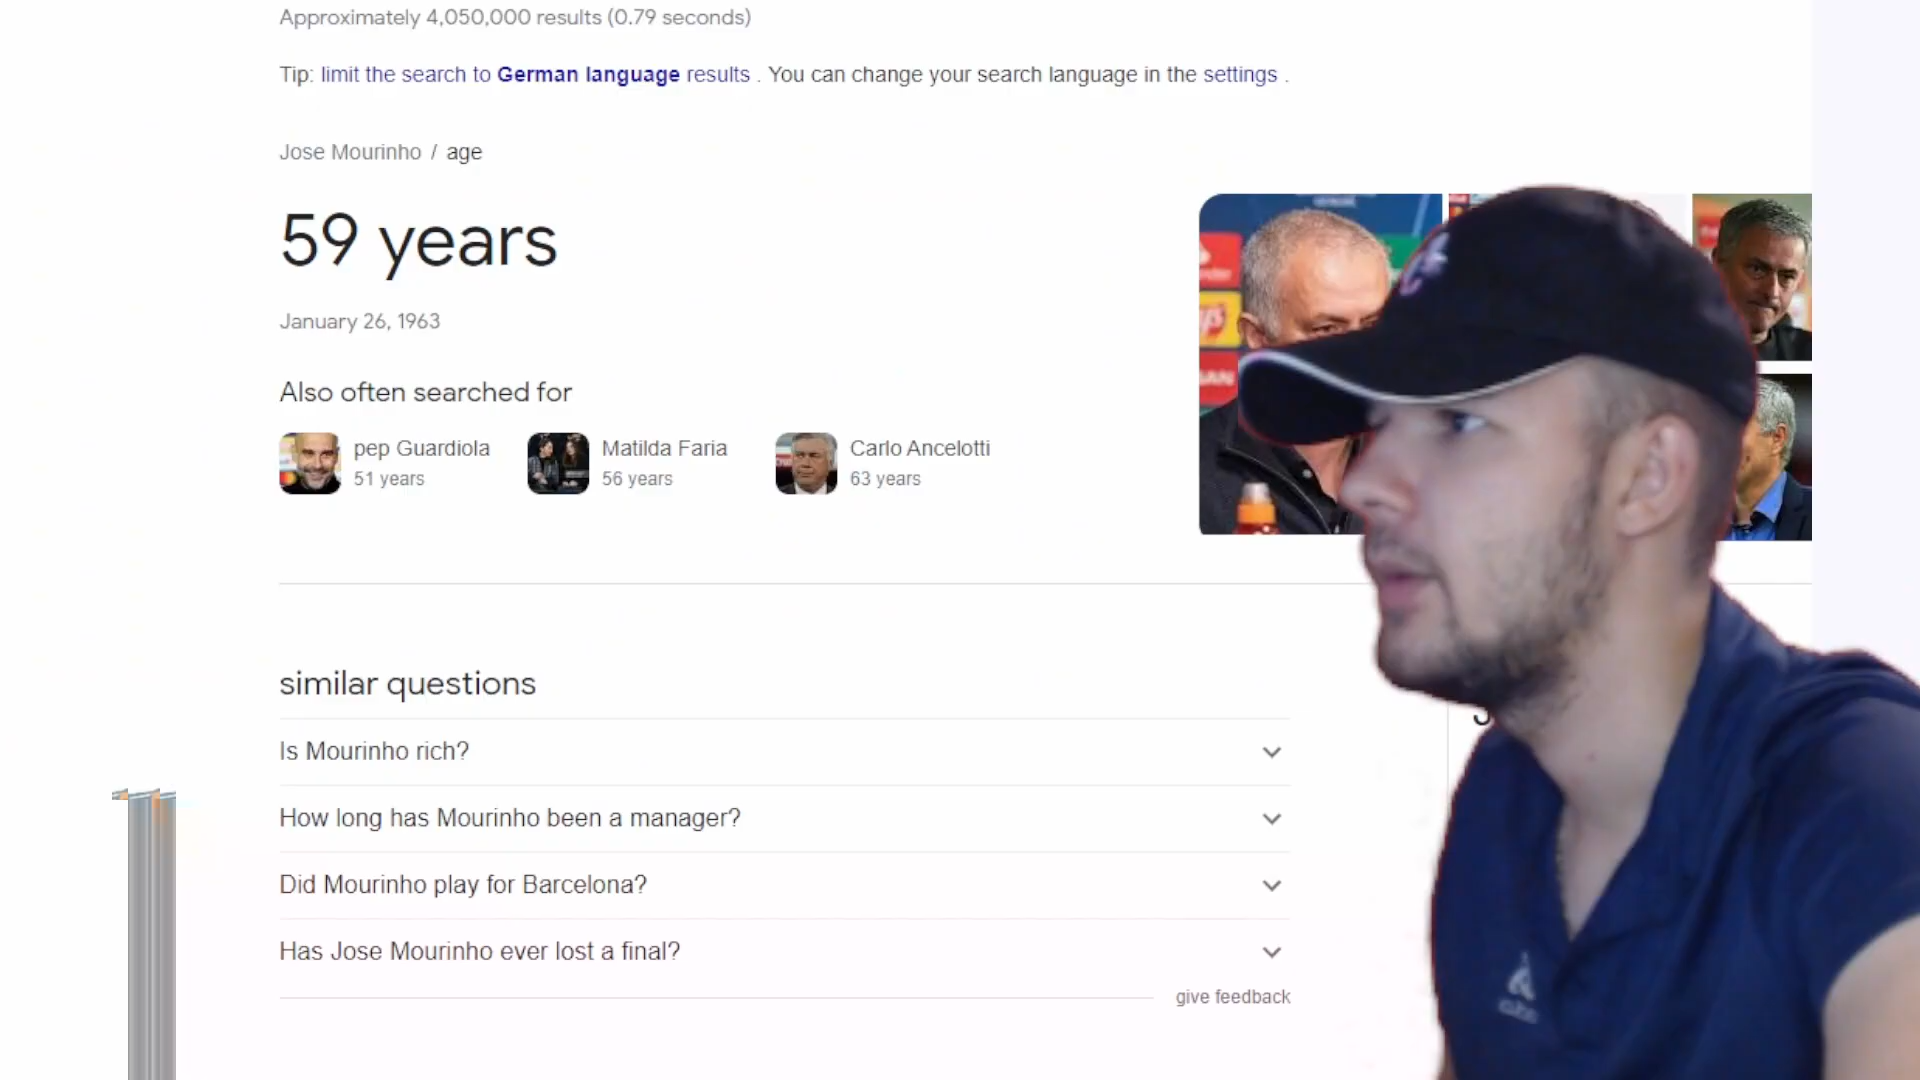 Approximately 4,050,000 results (0.79 seconds)
Tip: limit the search to German language results . You can change your search language in the settings .
Jose Mourinho / age
59 years
January 26, 1963
Also often searched for
pep Guardiola
51 years
Matilda Faria
56 years
Carlo Ancelotti
63 years
similar questions
Is Mourinho rich?
How long has Mourinho been a manager?
Did Mourinho play for Barcelona?
Has Jose Mourinho ever lost a final?
give feedback